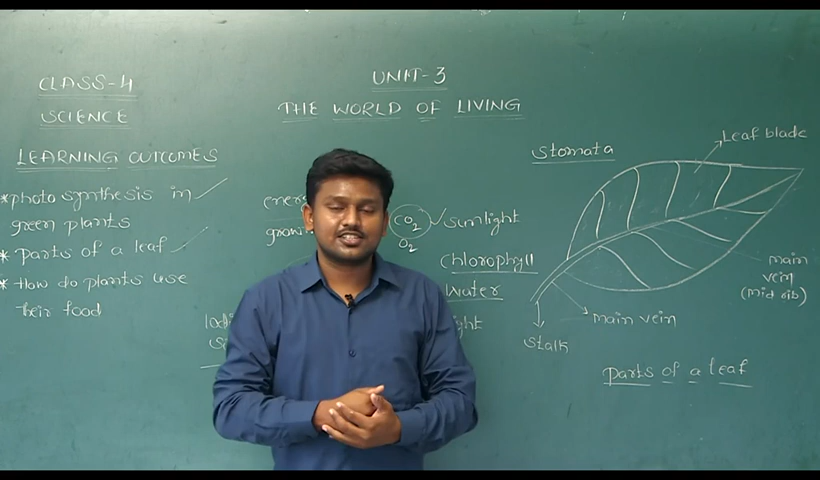 CLASS-4
SCIENCE
LEARNING OUTCOMES
*photosynthesis in
green plants
* parts of a leaf
* How do plants use
their food
UNIT-3
THE WORLD OF LIVING
CO2
sunlight
O2
chlorophyll
water
stomata
Leaf blade
main
vein
(mid rib)
main vein
stalk
parts of a leaf